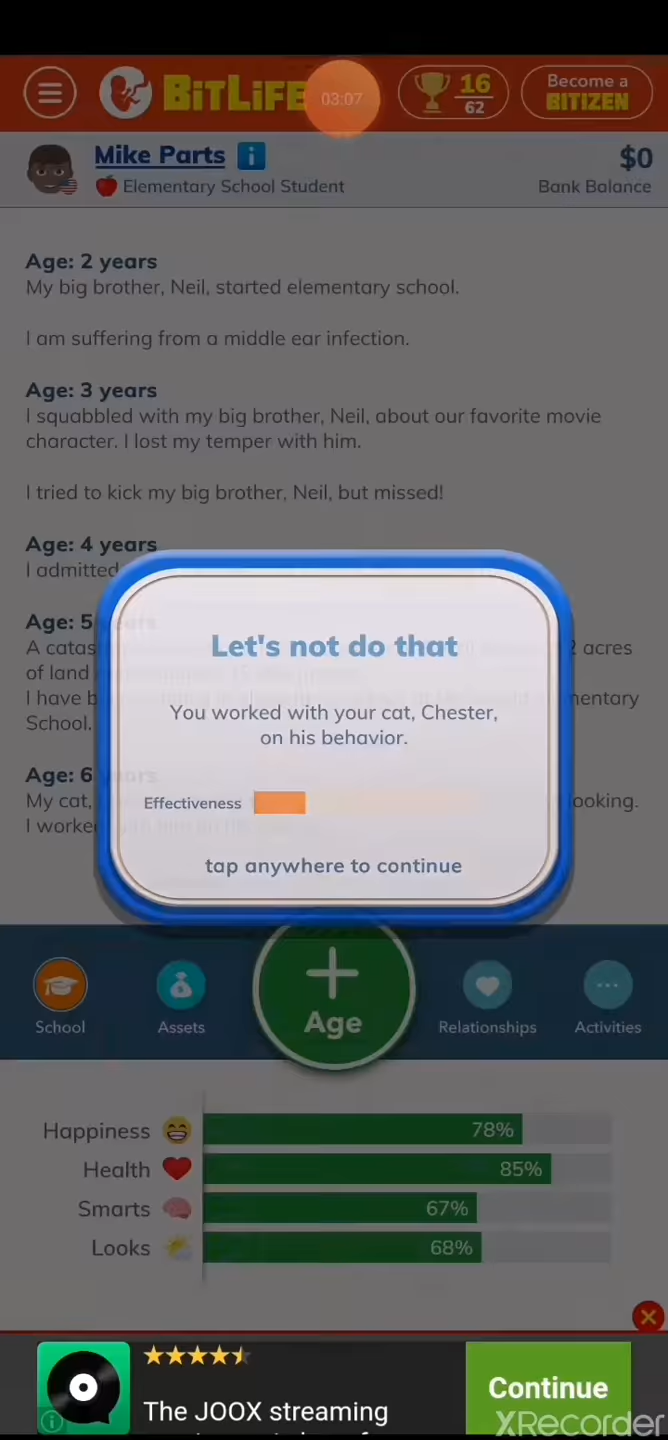 BitLiFE
03:07
16
62
Become a
BITIZEN
Mike Parts i
$0
Elementary School Student
Bank Balance
Age: 2 years
My big brother, Neil, started elementary school.
I am suffering from a middle ear infection.
Age: 3 years
I squabbled with my big brother, Neil, about our favorite movie
character. I lost my temper with him.
I tried to kick my big brother, Neil, but missed!
Age: 4 years
I admitted
Age: 5 years
A catas 2 acres
of land
I have b mentary
School.
Age: 6 years
My cat, ooking.
I worke
Let's not do that
You worked with your cat, Chester,
on his behavior.
Effectiveness
tap anywhere to continue
School
Assets
Age
Relationships
Activities
Happiness 78%
Health 85%
Smarts 67%
Looks 68%
The JOOX streaming
Continue
XRecorder